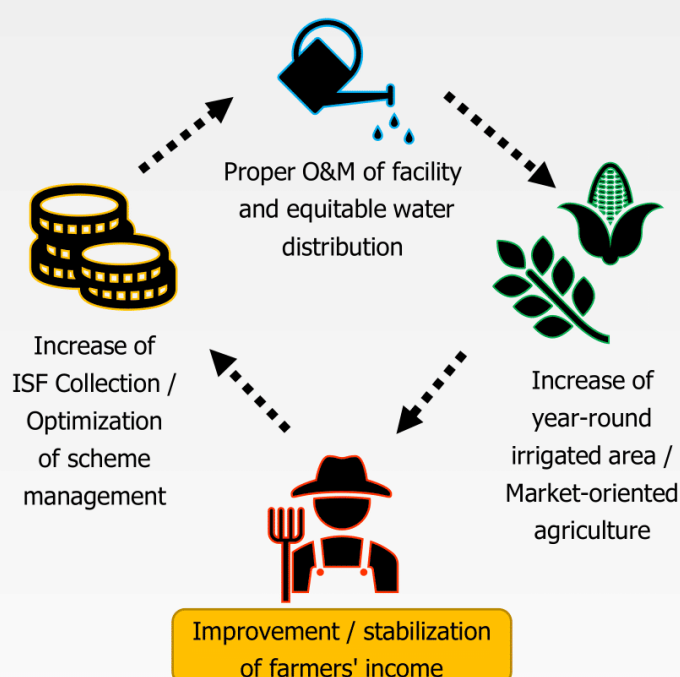 Proper O&M of facility
and equitable water
distribution
Increase of
ISF Collection /
Optimization
of scheme
management
Increase of
year-round
irrigated area /
Market-oriented
agriculture
Improvement / stabilization
of farmers' income